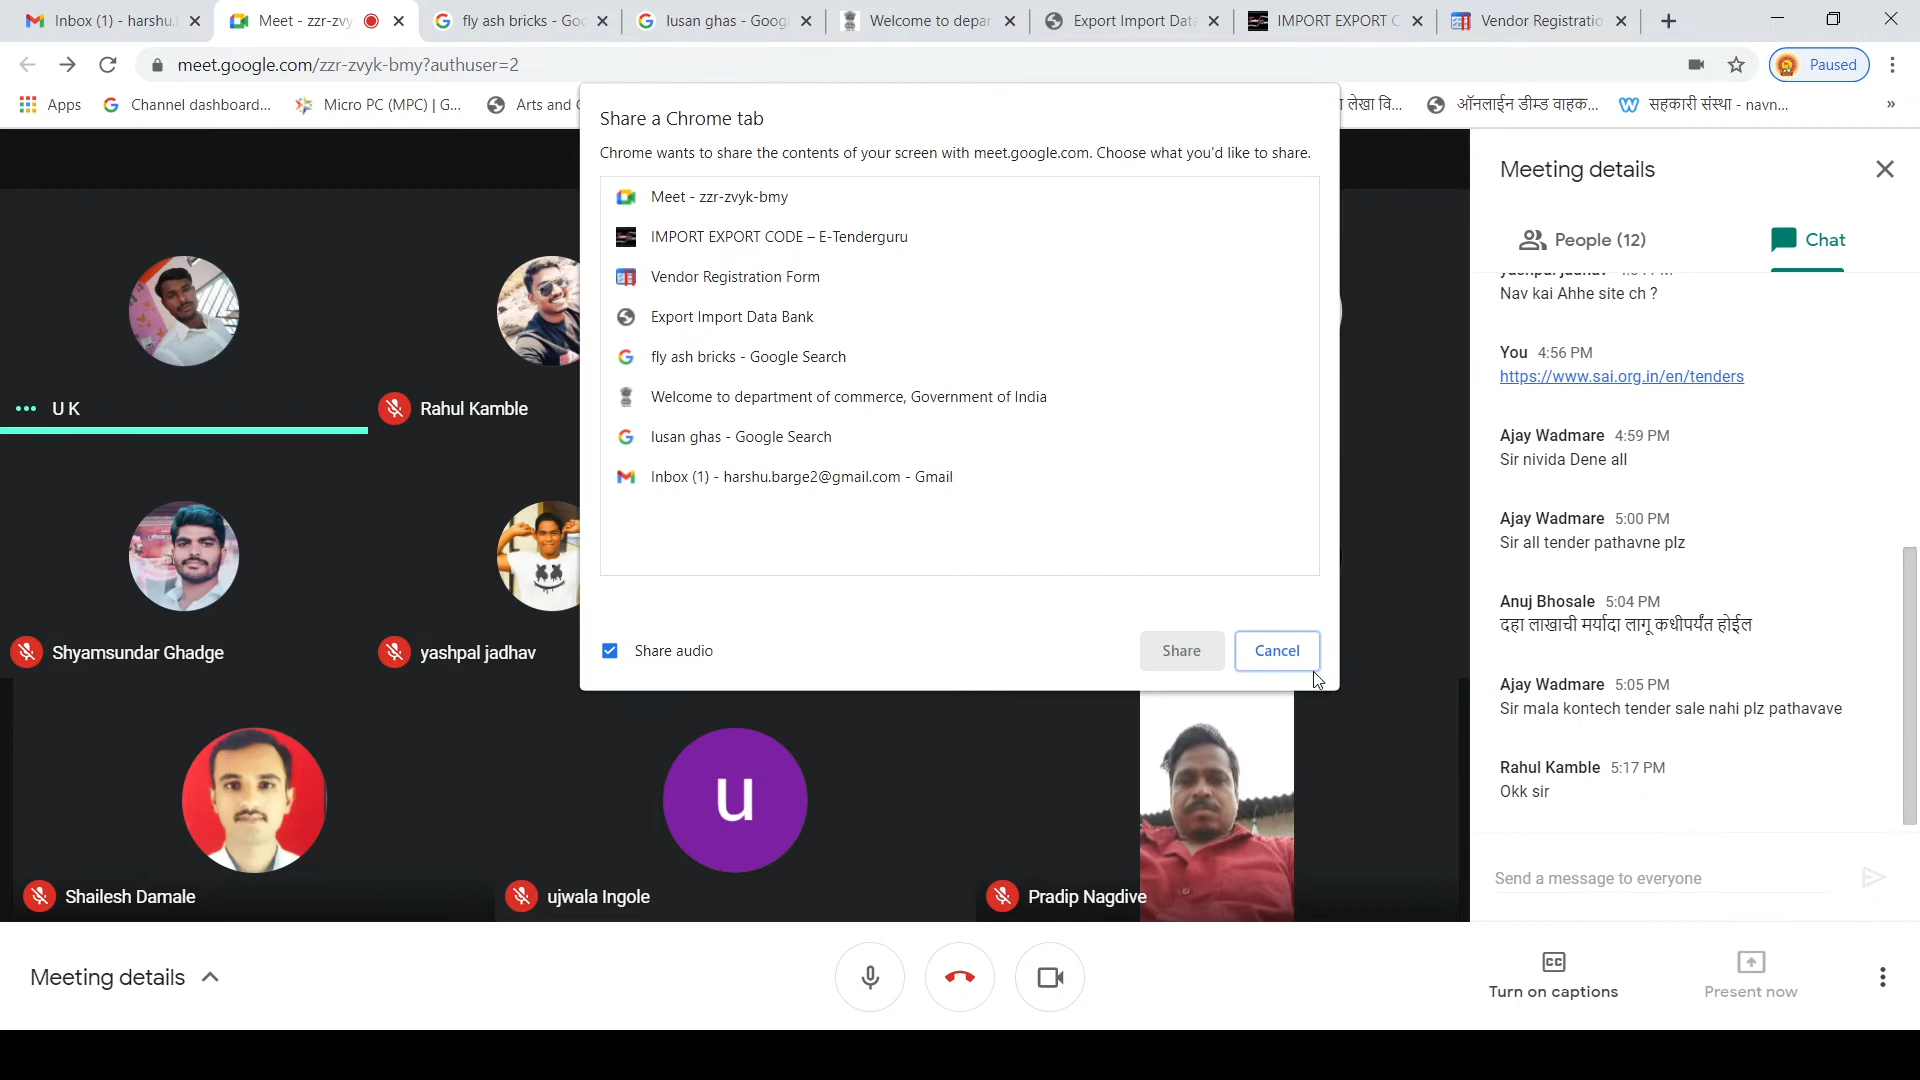 Inbox (1) - harshu.
Meet - zzr-zvy
fly ash bricks - Goo
lusan ghas - Googl
Welcome to depar
Export Import Dat
IMPORT EXPORT C
Vendor Registratio
meet.google.com/zzr-zvyk-bmy?authuser=2
Paused
Apps
Channel dashboard...
Micro PC (MPC) | G...
Arts and
लेखा वि...
ऑनलाईन डीम्ड वाहक...
सहकारी संस्था - navn...
»
Share a Chrome tab
Chrome wants to share the contents of your screen with meet.google.com. Choose what you'd like to share.
Meet - zzr-zvyk-bmy
IMPORT EXPORT CODE – E-Tenderguru
Vendor Registration Form
Export Import Data Bank
fly ash bricks - Google Search
Welcome to department of commerce, Government of India
lusan ghas - Google Search
Inbox (1) - harshu.barge2@gmail.com - Gmail
Share audio
Share
Cancel
U K
Rahul Kamble
Shyamsundar Ghadge
yashpal jadhav
Shailesh Damale
u
ujwala Ingole
Pradip Nagdive
Meeting details
People (12)
Chat
Nav kai Ahhe site ch ?
You 4:56 PM
https://www.sai.org.in/en/tenders
Ajay Wadmare 4:59 PM
Sir nivida Dene all
Ajay Wadmare 5:00 PM
Sir all tender pathavne plz
Anuj Bhosale 5:04 PM
दहा लाखाची मर्यादा लागू कधीपर्यंत होईल
Ajay Wadmare 5:05 PM
Sir mala kontech tender sale nahi plz pathavave
Rahul Kamble 5:17 PM
Okk sir
Send a message to everyone
Meeting details
CC
Turn on captions
Present now